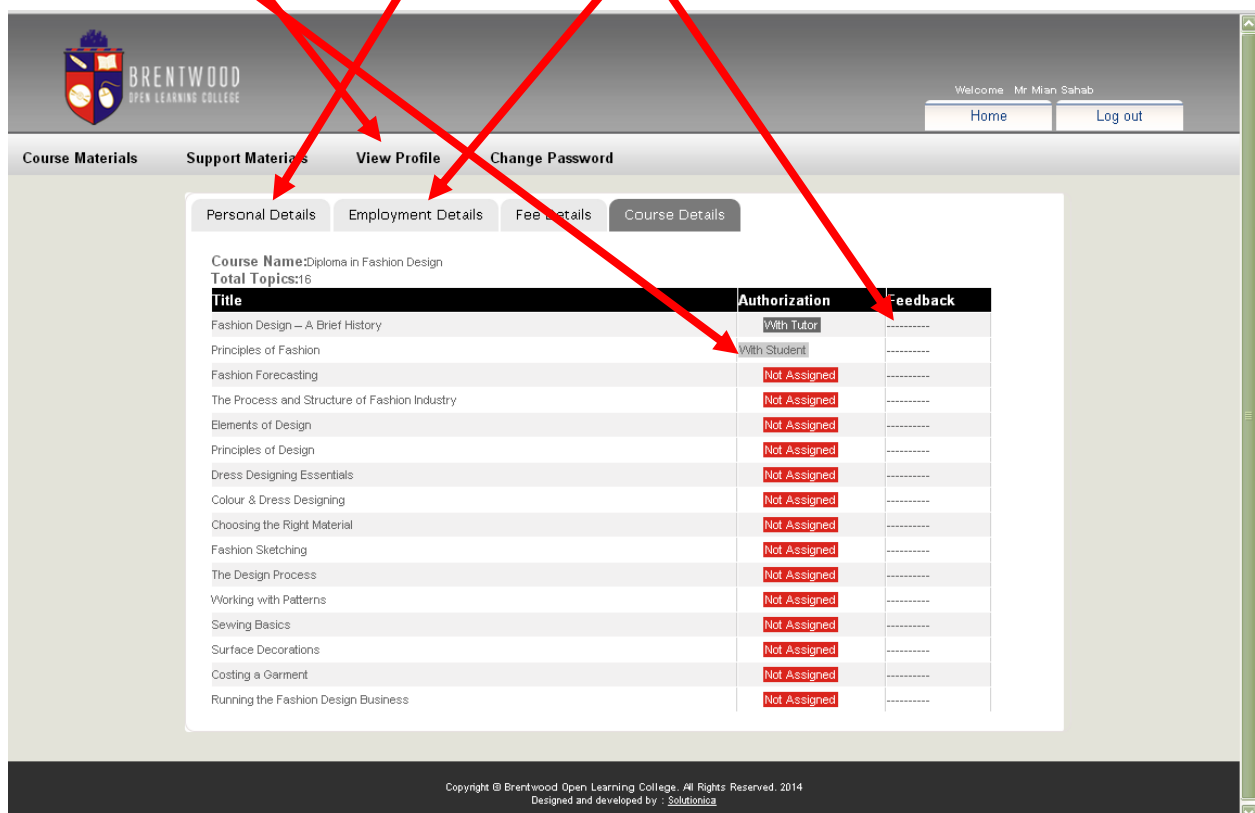 BRENTWOOD
OPEN LEARNING COLLEGE
Welcome Mr Mian Sahab
Home Log out
Course Materials Support Materials View Profile Change Password
Personal Details Employment Details Fee Details Course Details
Course Name:Diploma in Fashion Design
Total Topics:16
Title Authorization Feedback
Fashion Design – A Brief History With Tutor ----------
Principles of Fashion With Student ----------
Fashion Forecasting Not Assigned ----------
The Process and Structure of Fashion Industry Not Assigned ----------
Elements of Design Not Assigned ----------
Principles of Design Not Assigned ----------
Dress Designing Essentials Not Assigned ----------
Colour & Dress Designing Not Assigned ----------
Choosing the Right Material Not Assigned ----------
Fashion Sketching Not Assigned ----------
The Design Process Not Assigned ----------
Working with Patterns Not Assigned ----------
Sewing Basics Not Assigned ----------
Surface Decorations Not Assigned ----------
Costing a Garment Not Assigned ----------
Running the Fashion Design Business Not Assigned ----------
Copyright © Brentwood Open Learning College. All Rights Reserved. 2014
Designed and developed by : Solutionica